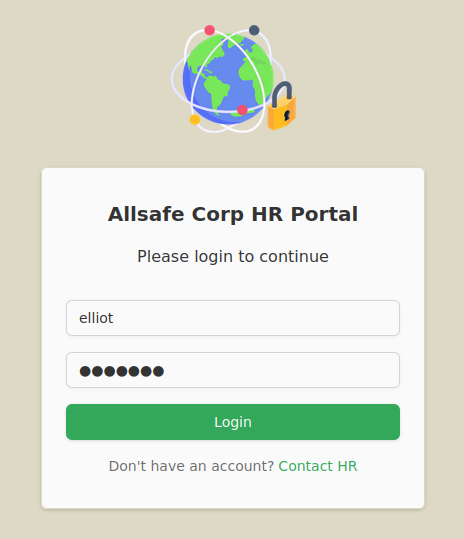 Allsafe Corp HR Portal
Please login to continue
elliot
●●●●●●●
Login
Don't have an account? Contact HR